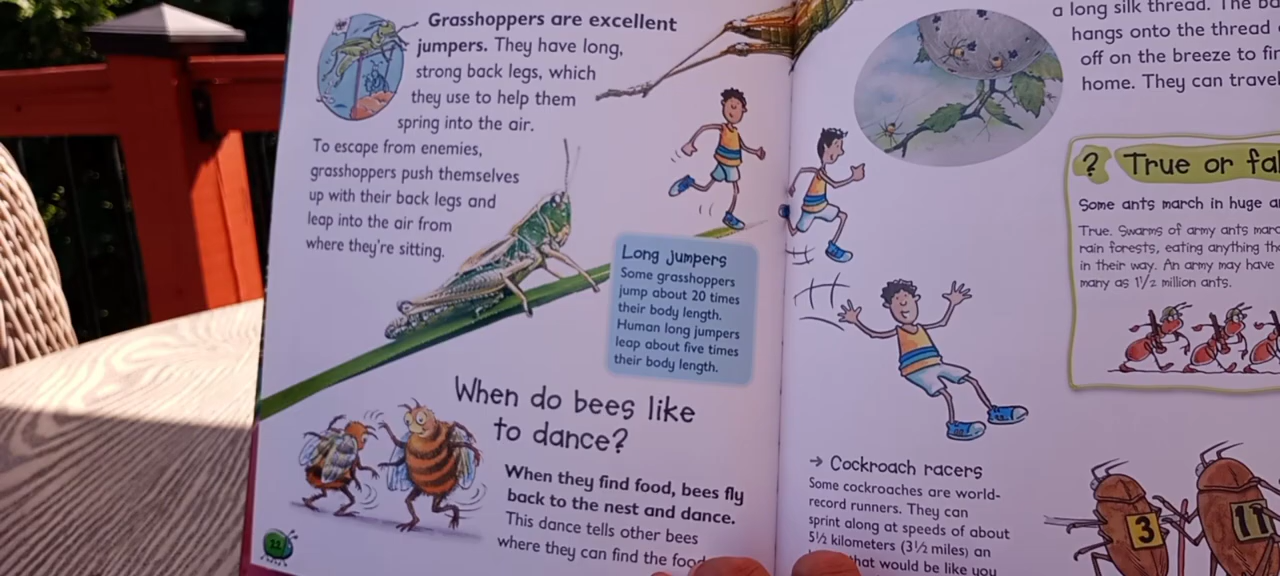 Grasshoppers are excellent
jumpers. They have long,
strong back legs, which
they use to help them
spring into the air.
To escape from enemies,
grasshoppers push themselves
up with their back legs and
leap into the air from
where they're sitting.
Long jumpers
Some grasshoppers
jump about 20 times
their body length.
Human long jumpers
leap about five times
their body length.
When do bees like
to dance?
When they find food, bees fly
back to the nest and dance.
This dance tells other bees
where they can find the food
a long silk thread. The
hangs onto the thread
off on the breeze to
home. They can travel
? True or
Some ants march in huge
True. Swarms of army ants
rain forests, eating anything
in their way. An army may have
many as 1½ million ants.
→ Cockroach racers
Some cockroaches are world-
record runners. They can
sprint along at speeds of about
5½ kilometers (3½ miles) an
that would be like you
3
11